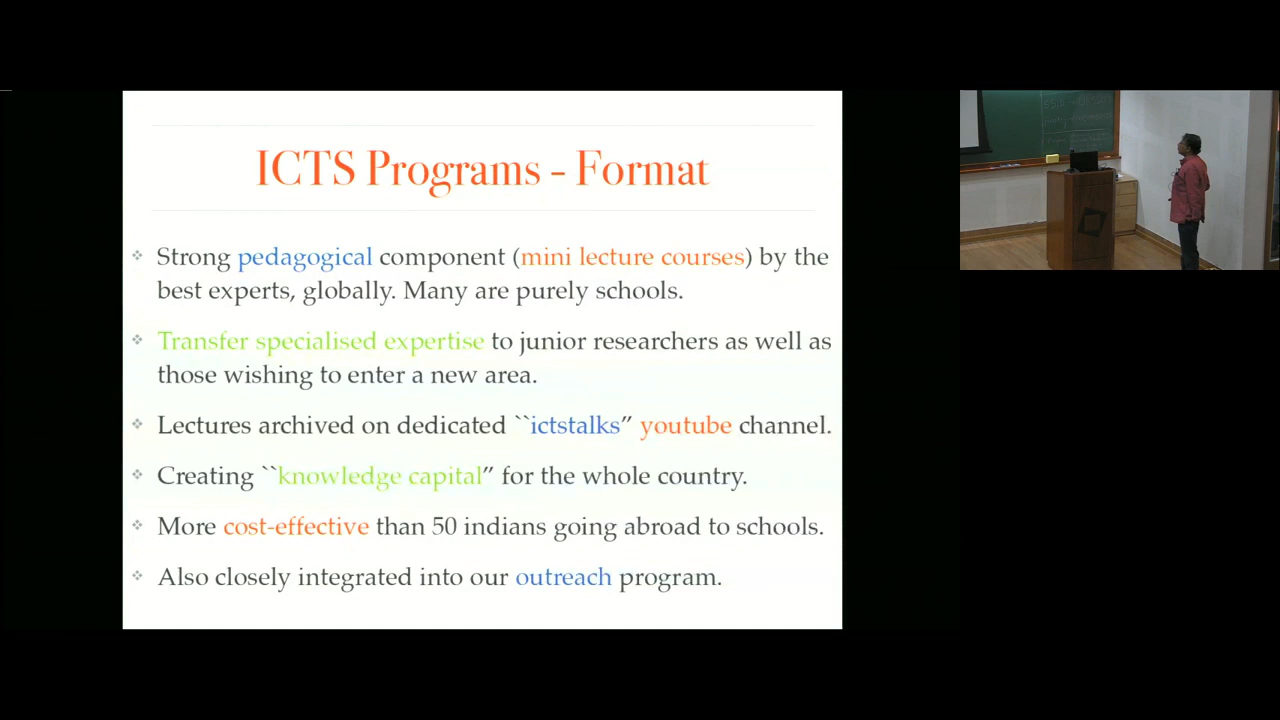 ICTS Programs - Format
❖ Strong pedagogical component (mini lecture courses) by the
best experts, globally. Many are purely schools.
❖ Transfer specialised expertise to junior researchers as well as
those wishing to enter a new area.
❖ Lectures archived on dedicated ``ictstalks” youtube channel.
❖ Creating ``knowledge capital” for the whole country.
❖ More cost-effective than 50 indians going abroad to schools.
❖ Also closely integrated into our outreach program.